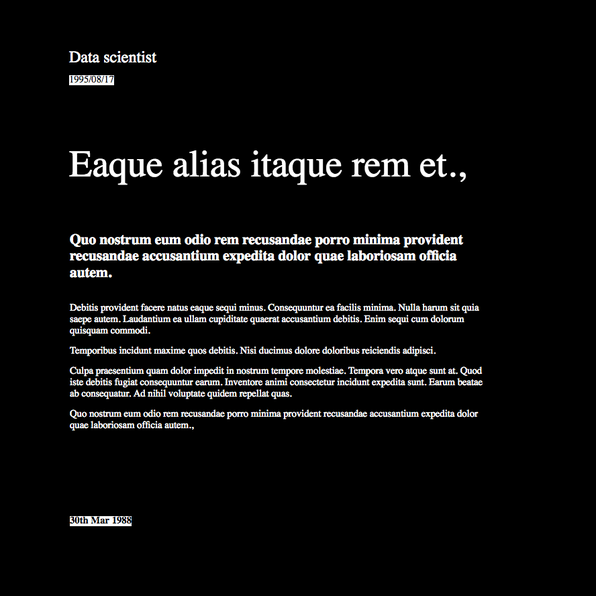 Data scientist
1995/08/17
Eaque alias itaque rem et.,
Quo nostrum eum odio rem recusandae porro minima provident
recusandae accusantium expedita dolor quae laboriosam officia
autem.
Debitis provident facere natus eaque sequi minus. Consequuntur ea facilis minima. Nulla harum sit quia
saepe autem. Laudantium ea ullam cupiditate quaerat accusantium debitis. Enim sequi cum dolorum
quisquam commodi.
Temporibus incidunt maxime quos debitis. Nisi ducimus dolore doloribus reiciendis adipisci.
Culpa praesentium quam dolor impedit in nostrum tempore molestiae. Tempora vero atque sunt at. Quod
iste debitis fugiat consequuntur earum. Inventore animi consectetur incidunt expedita sunt. Earum beatae
ab consequatur. Ad nihil voluptate quidem repellat quas.
Quo nostrum eum odio rem recusandae porro minima provident recusandae accusantium expedita dolor
quae laboriosam officia autem.,
30th Mar 1988